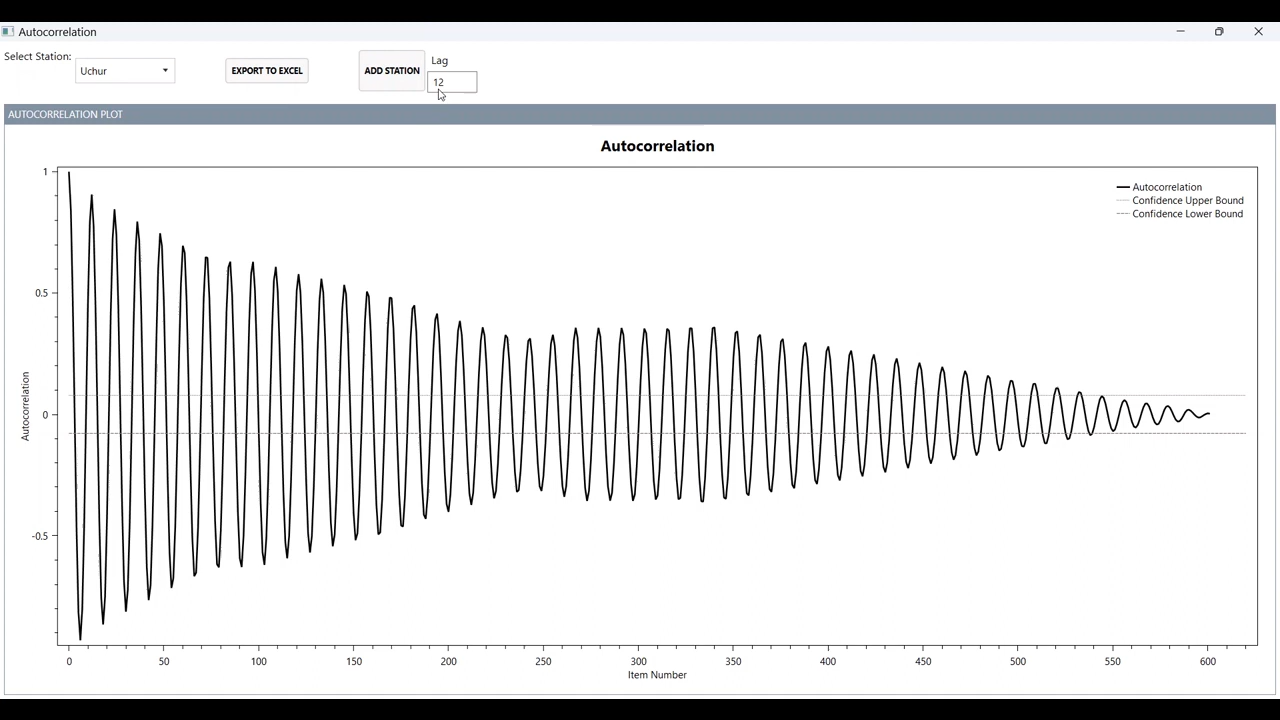 Autocorrelation
Select Station:
Uchur
EXPORT TO EXCEL
ADD STATION
Lag
12
AUTOCORRELATION PLOT
Autocorrelation
Autocorrelation
Confidence Upper Bound
Confidence Lower Bound
1
0.5
0
-0.5
Autocorrelation
0 50 100 150 200 250 300 350 400 450 500 550 600
Item Number